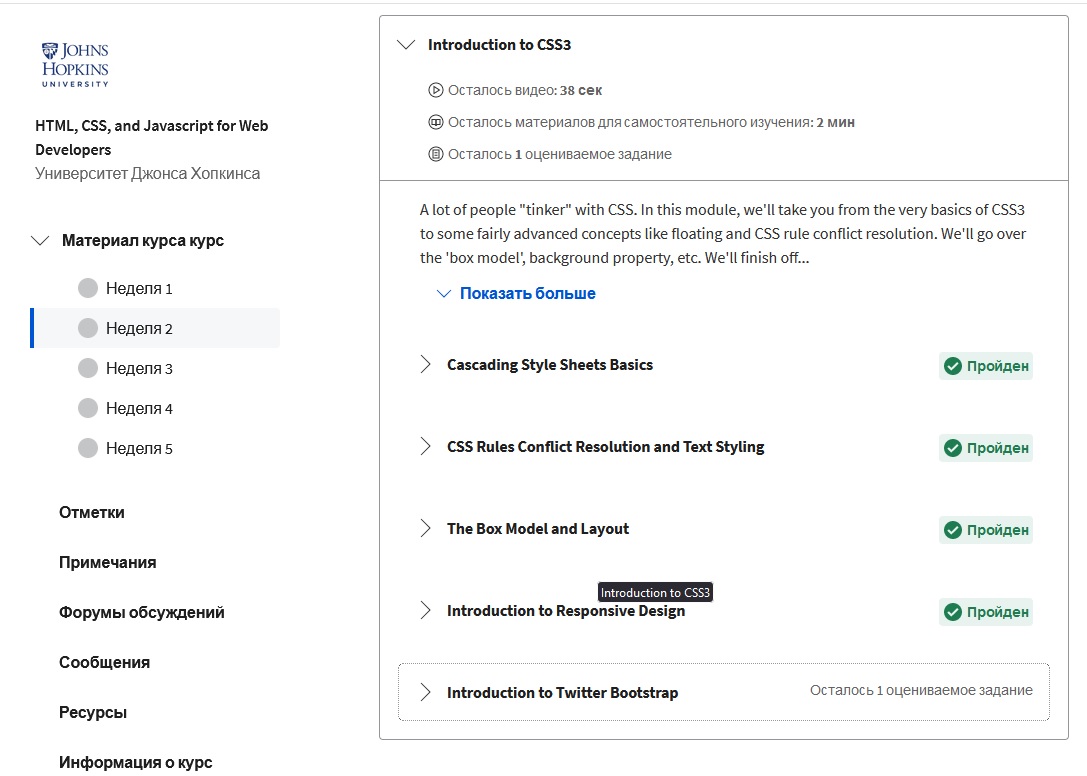 JOHNS
HOPKINS
UNIVERSITY
HTML, CSS, and Javascript for Web
Developers
Университет Джонса Хопкинса
Материал курса курс
Неделя 1
Неделя 2
Неделя 3
Неделя 4
Неделя 5
Отметки
Примечания
Форумы обсуждений
Сообщения
Ресурсы
Информация о курс
Introduction to CSS3
Осталось видео: 38 сек
Осталось материалов для самостоятельного изучения: 2 мин
Осталось 1 оцениваемое задание
A lot of people "tinker" with CSS. In this module, we'll take you from the very basics of CSS3
to some fairly advanced concepts like floating and CSS rule conflict resolution. We'll go over
the 'box model', background property, etc. We'll finish off...
Показать больше
Cascading Style Sheets Basics Пройден
CSS Rules Conflict Resolution and Text Styling Пройден
The Box Model and Layout Пройден
Introduction to CSS3
Introduction to Responsive Design Пройден
Introduction to Twitter Bootstrap Осталось 1 оцениваемое задание